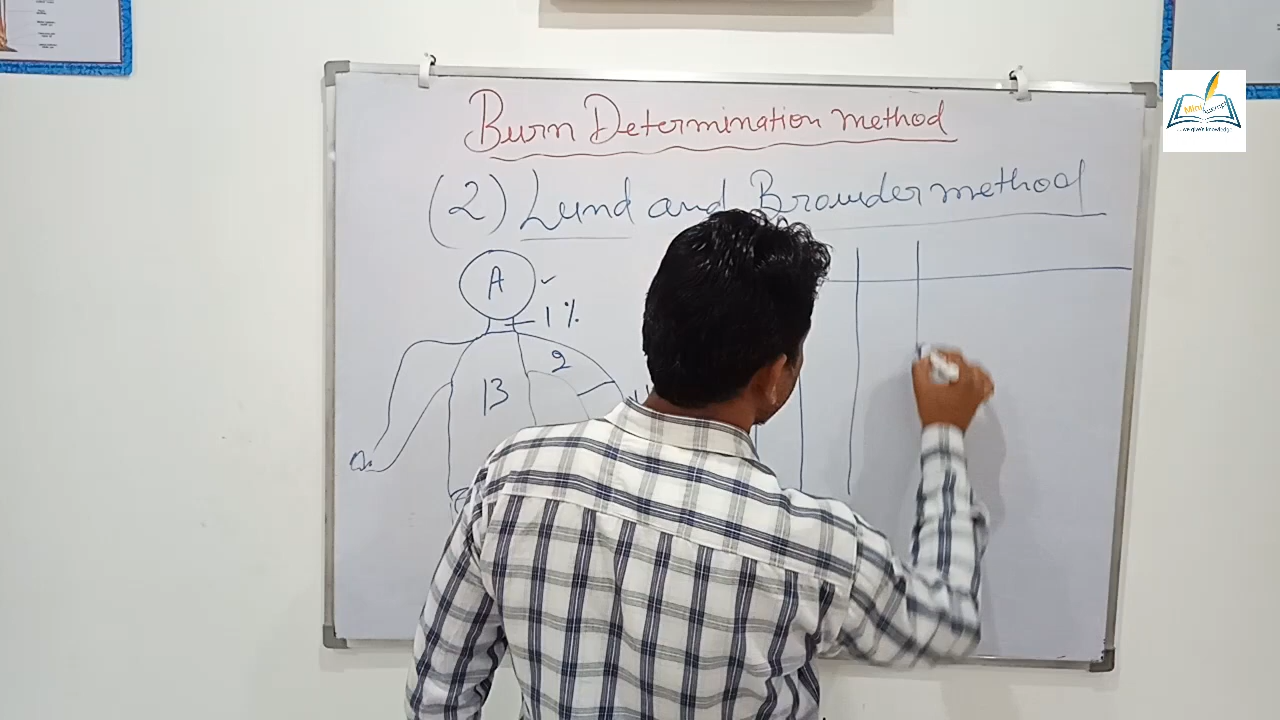 Burn Determination method
(2) Lund and Browder method
A
1%
2
13